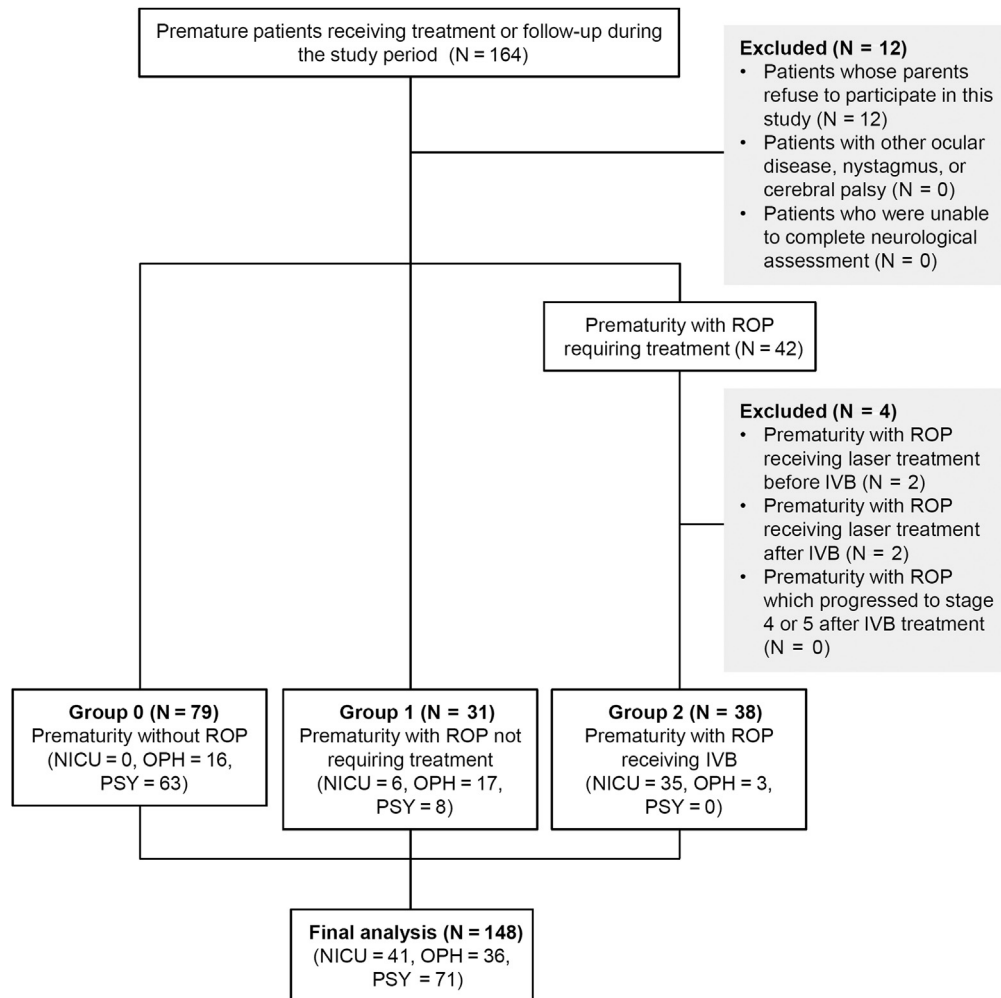 Premature patients receiving treatment or follow-up during
the study period (N = 164)
Excluded (N = 12)
• Patients whose parents
refuse to participate in this
study (N = 12)
• Patients with other ocular
disease, nystagmus, or
cerebral palsy (N = 0)
• Patients who were unable
to complete neurological
assessment (N = 0)
Prematurity with ROP
requiring treatment (N = 42)
Excluded (N = 4)
• Prematurity with ROP
receiving laser treatment
before IVB (N = 2)
• Prematurity with ROP
receiving laser treatment
after IVB (N = 2)
• Prematurity with ROP
which progressed to stage
4 or 5 after IVB treatment
(N = 0)
Group 0 (N = 79)
Prematurity without ROP
(NICU = 0, OPH = 16,
PSY = 63)
Group 1 (N = 31)
Prematurity with ROP not
requiring treatment
(NICU = 6, OPH = 17,
PSY = 8)
Group 2 (N = 38)
Prematurity with ROP
receiving IVB
(NICU = 35, OPH = 3,
PSY = 0)
Final analysis (N = 148)
(NICU = 41, OPH = 36,
PSY = 71)